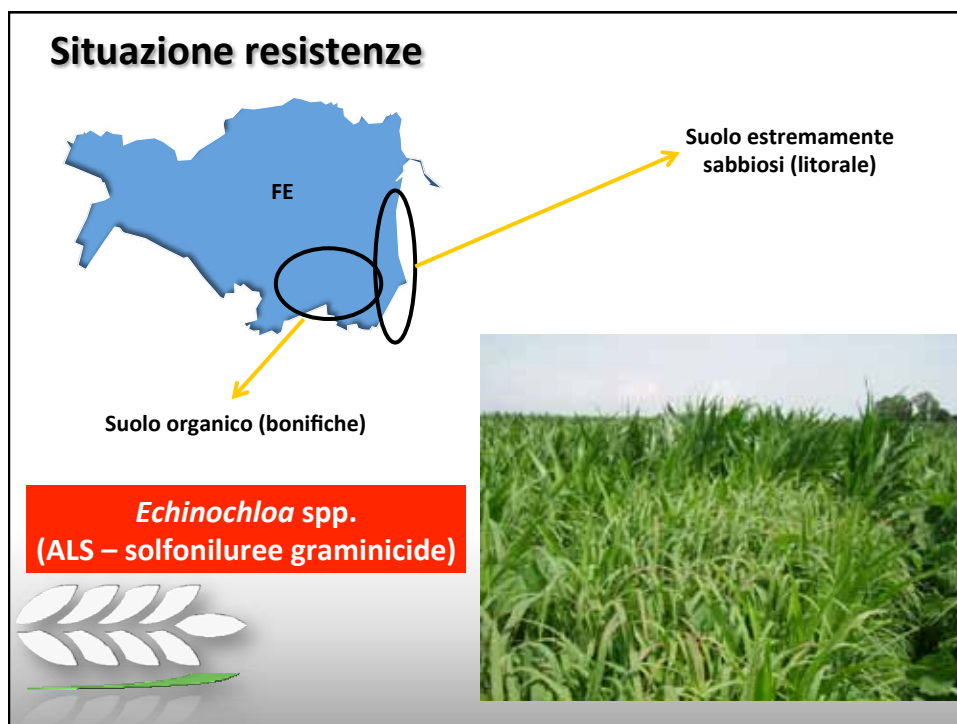 Situazione resistenze
FE
Suolo estremamente
sabbiosi (litorale)
Suolo organico (bonifiche)
Echinochloa spp.
(ALS – solfoniluree graminicide)